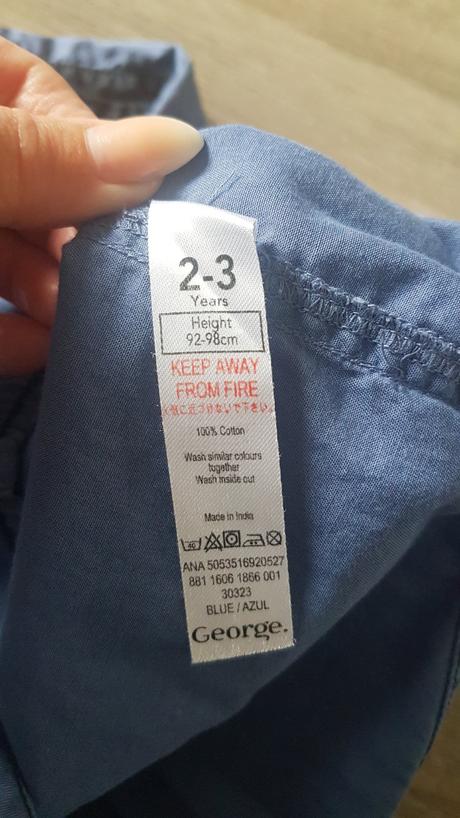 2-3
Years
Height
92-98cm
KEEP AWAY
FROM FIRE
100% Cotton
Wash similar colours
together
Wash inside out
Made in India
40
ANA 5053516920527
881 1606 1866 001
30323
BLUE / AZUL
George.